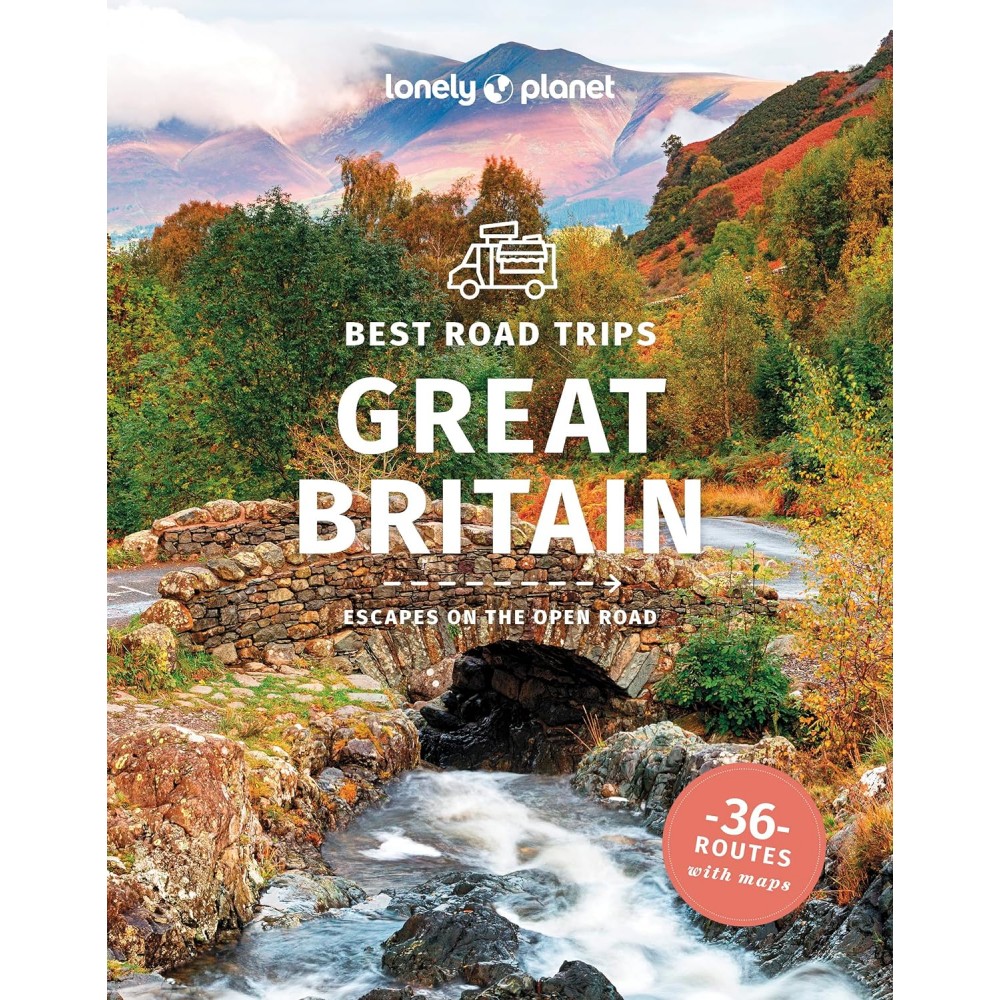 lonely planet
BEST ROAD TRIPS
GREAT
BRITAIN
ESCAPES ON THE OPEN ROAD
-36-
ROUTES
with maps